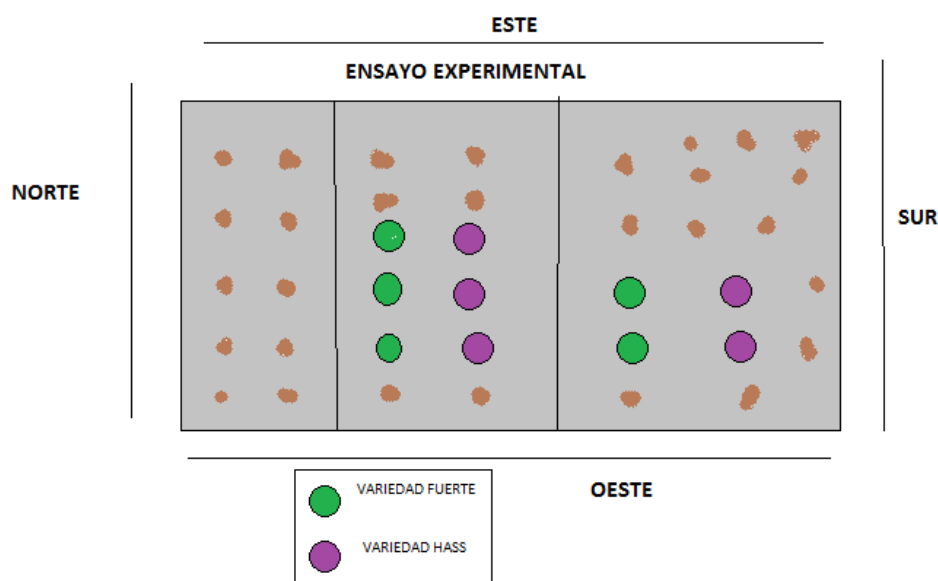 ESTE
ENSAYO EXPERIMENTAL
NORTE
SUR
OESTE
VARIEDAD FUERTE
VARIEDAD HASS